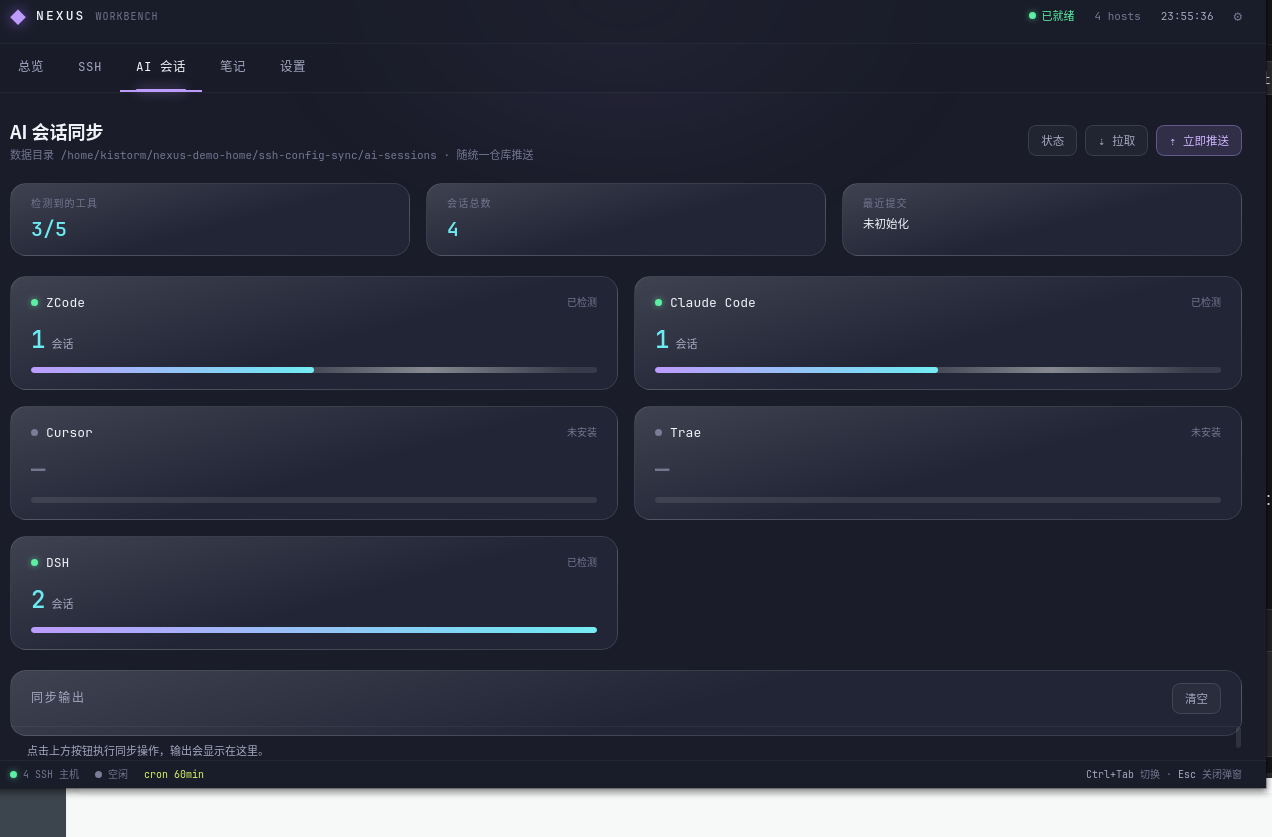 NEXUS WORKBENCH 已就绪 4 hosts 23:55:36
总览 SSH AI 会话 笔记 设置
AI 会话同步
数据目录 /home/kistorm/nexus-demo-home/ssh-config-sync/ai-sessions · 随统一仓库推送
状态 ↓ 拉取 ↑ 立即推送
检测到的工具 会话总数 最近提交
3/5 4 未初始化
ZCode 已检测 Claude Code 已检测
1 会话 1 会话
Cursor 未安装 Trae 未安装
— —
DSH 已检测
2 会话
同步输出 清空
点击上方按钮执行同步操作，输出会显示在这里。
4 SSH 主机 空闲 cron 60min Ctrl+Tab 切换 · Esc 关闭弹窗